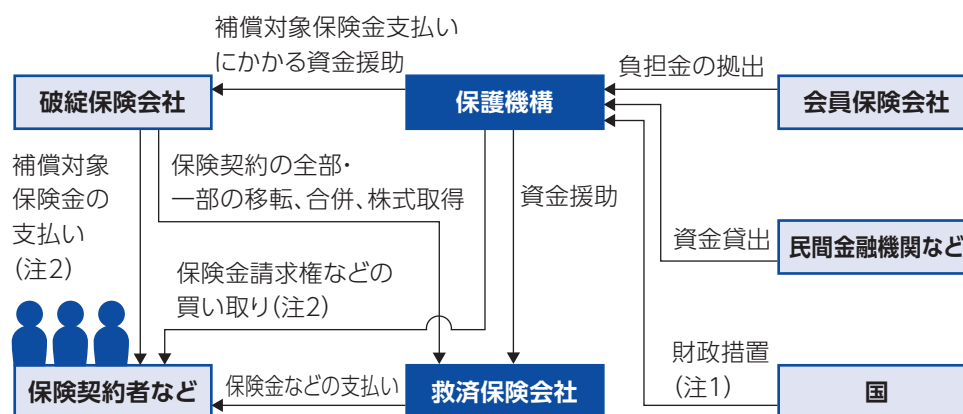 補償対象保険金支払い
にかかる資金援助
負担金の拠出
破綻保険会社
保護機構
会員保険会社
補償対象
保険金の
支払い
(注2)
保険契約の全部・
一部の移転、合併、株式取得
資金援助
資金貸出
民間金融機関など
保険金請求権などの
買い取り(注2)
財政措置
(注1)
保険契約者など
保険金などの支払い
救済保険会社
国